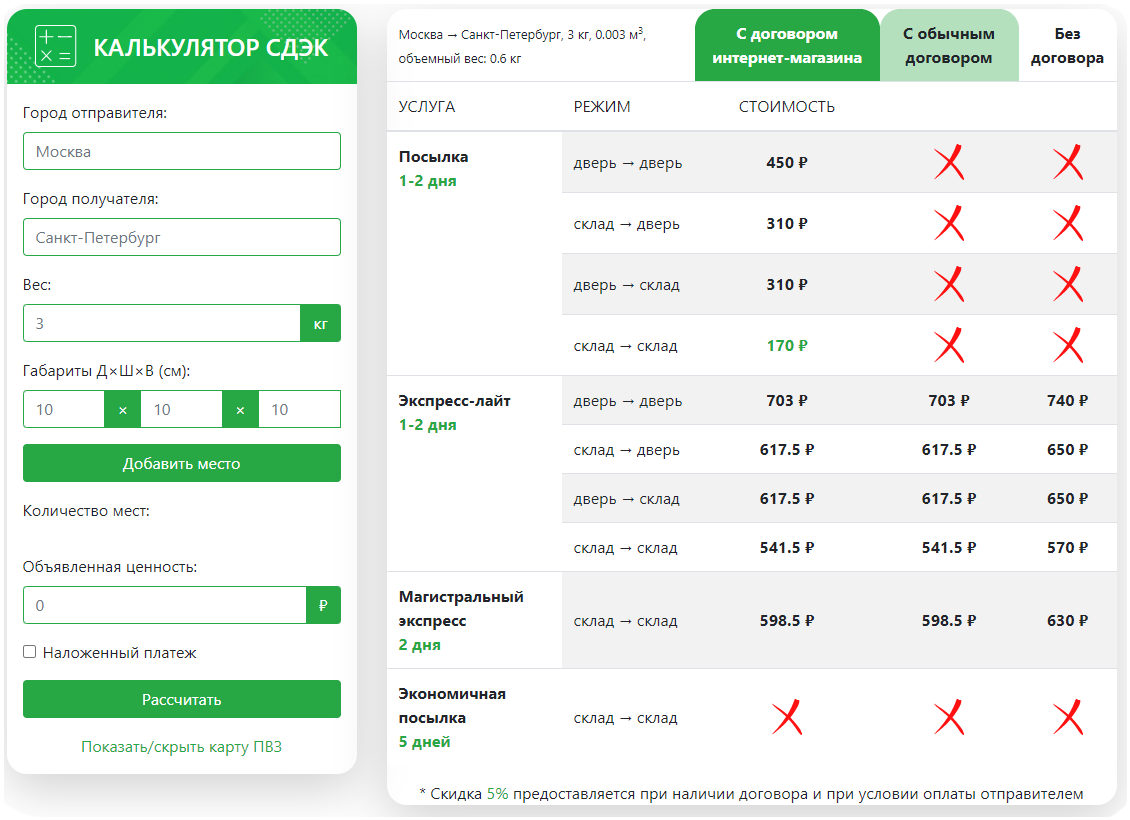 КАЛЬКУЛЯТОР СДЭК
Город отправителя:
Москва
Город получателя:
Санкт-Петербург
Вес:
3 кг
Габариты Д×Ш×В (см):
10 × 10 × 10
Добавить место
Количество мест:
Объявленная ценность:
0 ₽
Наложенный платеж
Рассчитать
Показать/скрыть карту ПВЗ
Москва → Санкт-Петербург, 3 кг, 0.003 м³,
объемный вес: 0.6 кг
С договором
интернет-магазина
С обычным
договором
Без
договора
УСЛУГА РЕЖИМ СТОИМОСТЬ
Посылка
1-2 дня
дверь → дверь 450 ₽
склад → дверь 310 ₽
дверь → склад 310 ₽
склад → склад 170 ₽
Экспресс-лайт
1-2 дня
дверь → дверь 703 ₽ 703 ₽ 740 ₽
склад → дверь 617.5 ₽ 617.5 ₽ 650 ₽
дверь → склад 617.5 ₽ 617.5 ₽ 650 ₽
склад → склад 541.5 ₽ 541.5 ₽ 570 ₽
Магистральный
экспресс
2 дня
склад → склад 598.5 ₽ 598.5 ₽ 630 ₽
Экономичная
посылка
5 дней
склад → склад
* Скидка 5% предоставляется при наличии договора и при условии оплаты отправителем